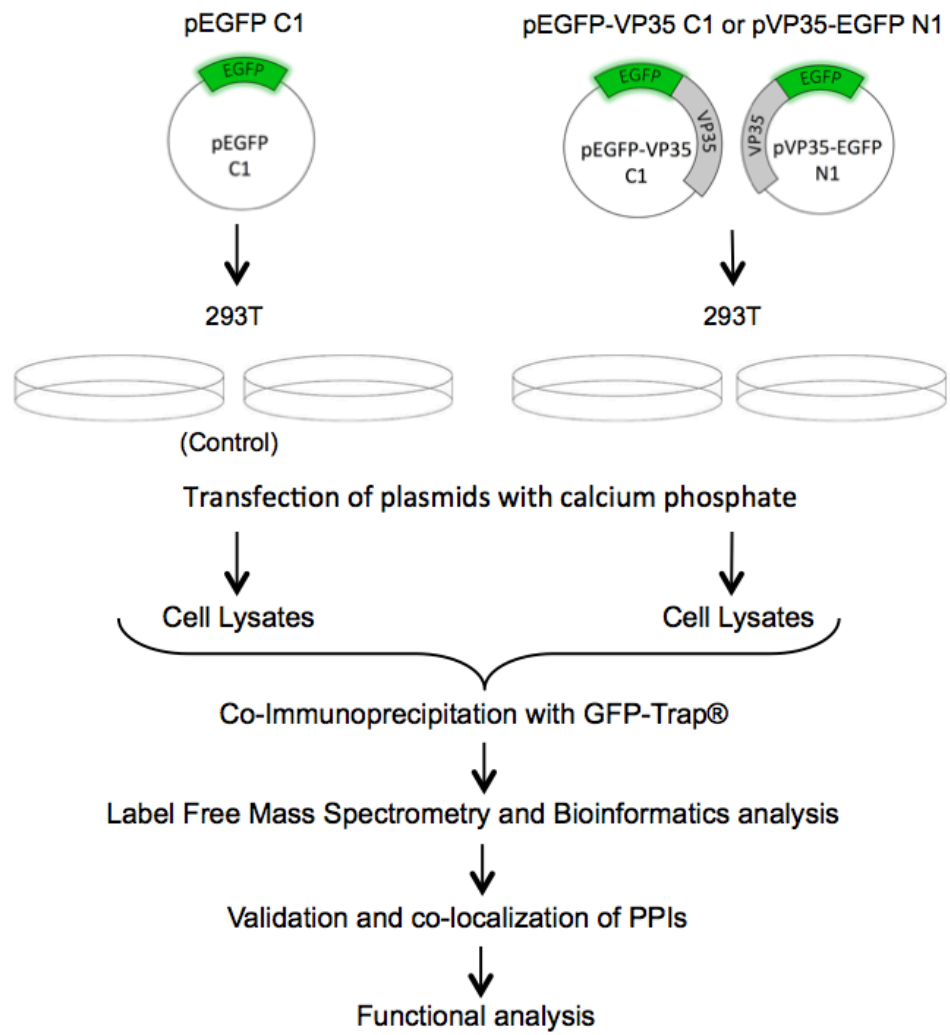 pEGFP C1
pEGFP-VP35 C1 or pVP35-EGFP N1
EGFP
pEGFP
C1
EGFP
VP35
pEGFP-VP35
C1
EGFP
VP35
pVP35-EGFP
N1
293T
293T
(Control)
Transfection of plasmids with calcium phosphate
Cell Lysates
Cell Lysates
Co-Immunoprecipitation with GFP-Trap®
Label Free Mass Spectrometry and Bioinformatics analysis
Validation and co-localization of PPIs
Functional analysis